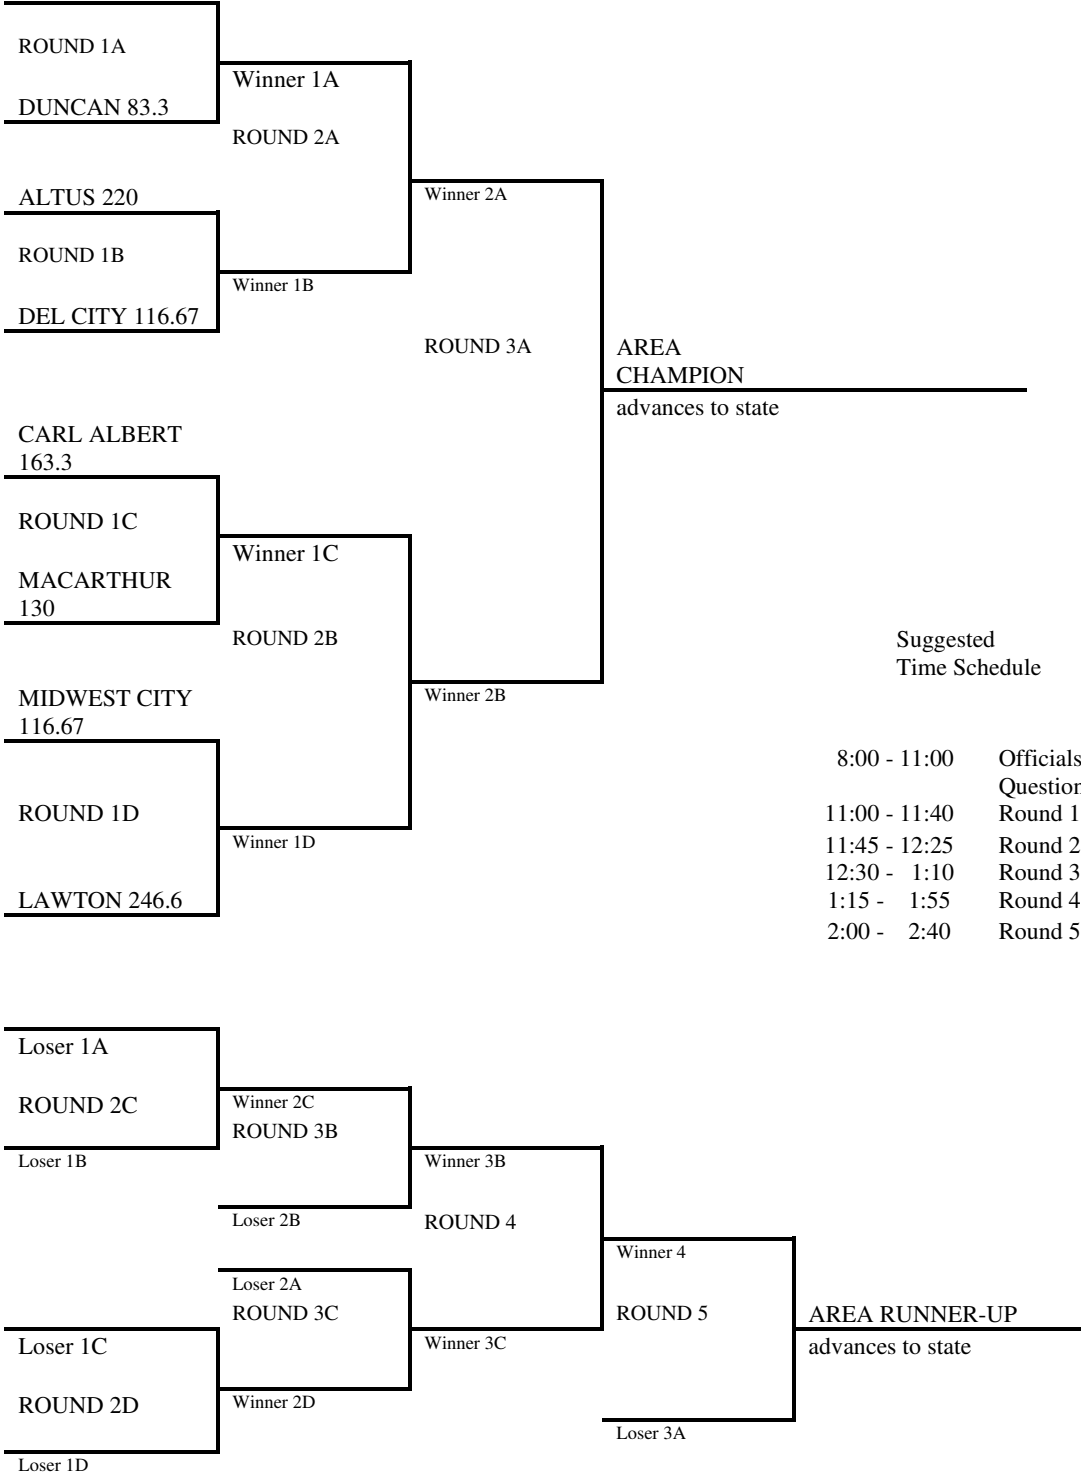 ROUND 1A
DUNCAN 83.3
Winner 1A
ROUND 2A
ALTUS 220
Winner 2A
ROUND 1B
Winner 1B
DEL CITY 116.67
ROUND 3A
AREA
CHAMPION
advances to state
CARL ALBERT
163.3
ROUND 1C
Winner 1C
MACARTHUR
130
ROUND 2B
Suggested
Time Schedule
MIDWEST CITY
116.67
Winner 2B
8:00 - 11:00 Officials
Question
ROUND 1D
11:00 - 11:40 Round 1
Winner 1D
11:45 - 12:25 Round 2
12:30 - 1:10 Round 3
LAWTON 246.6
1:15 - 1:55 Round 4
2:00 - 2:40 Round 5
Loser 1A
ROUND 2C
Winner 2C
ROUND 3B
Loser 1B
Winner 3B
Loser 2B
ROUND 4
Winner 4
Loser 2A
ROUND 3C
ROUND 5
AREA RUNNER-UP
Loser 1C
Winner 3C
advances to state
ROUND 2D
Winner 2D
Loser 3A
Loser 1D